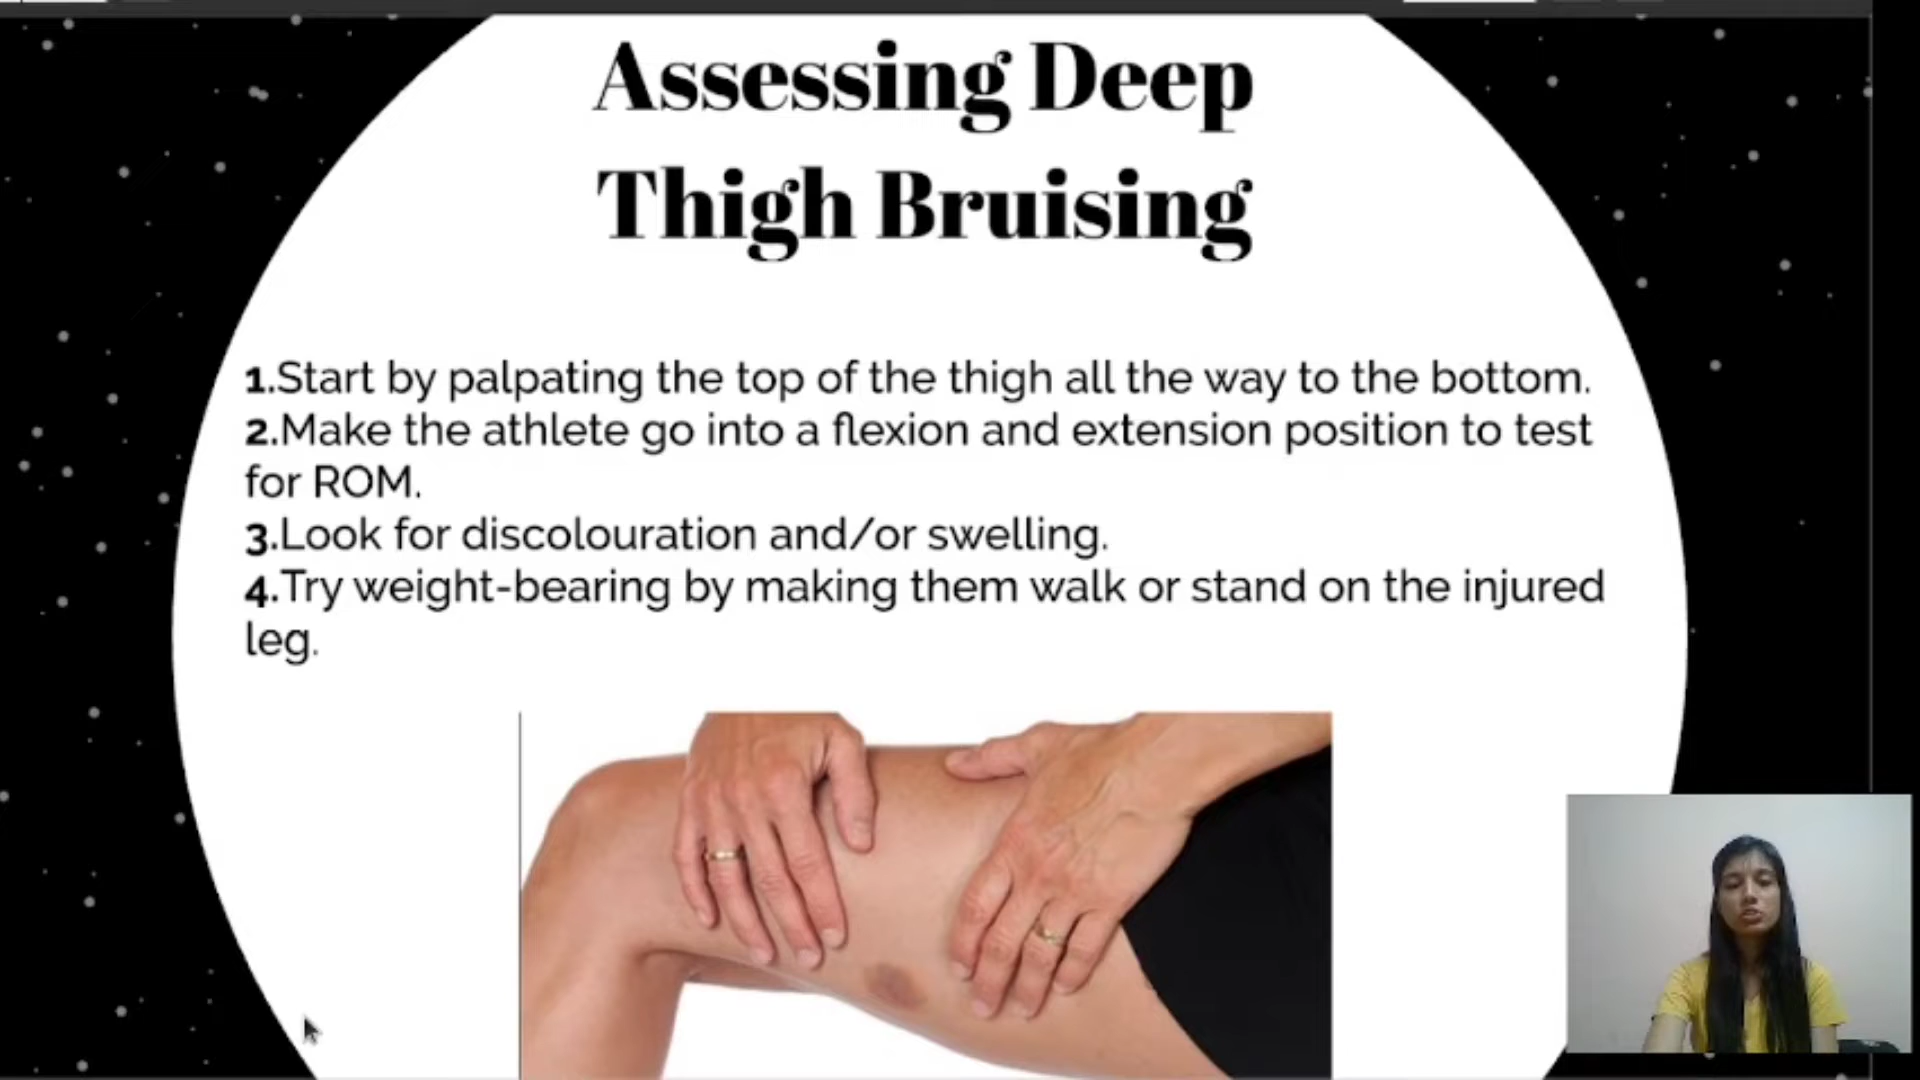 Assessing Deep
Thigh Bruising
1.Start by palpating the top of the thigh all the way to the bottom.
2.Make the athlete go into a flexion and extension position to test
for ROM.
3.Look for discolouration and/or swelling.
4.Try weight-bearing by making them walk or stand on the injured
leg.